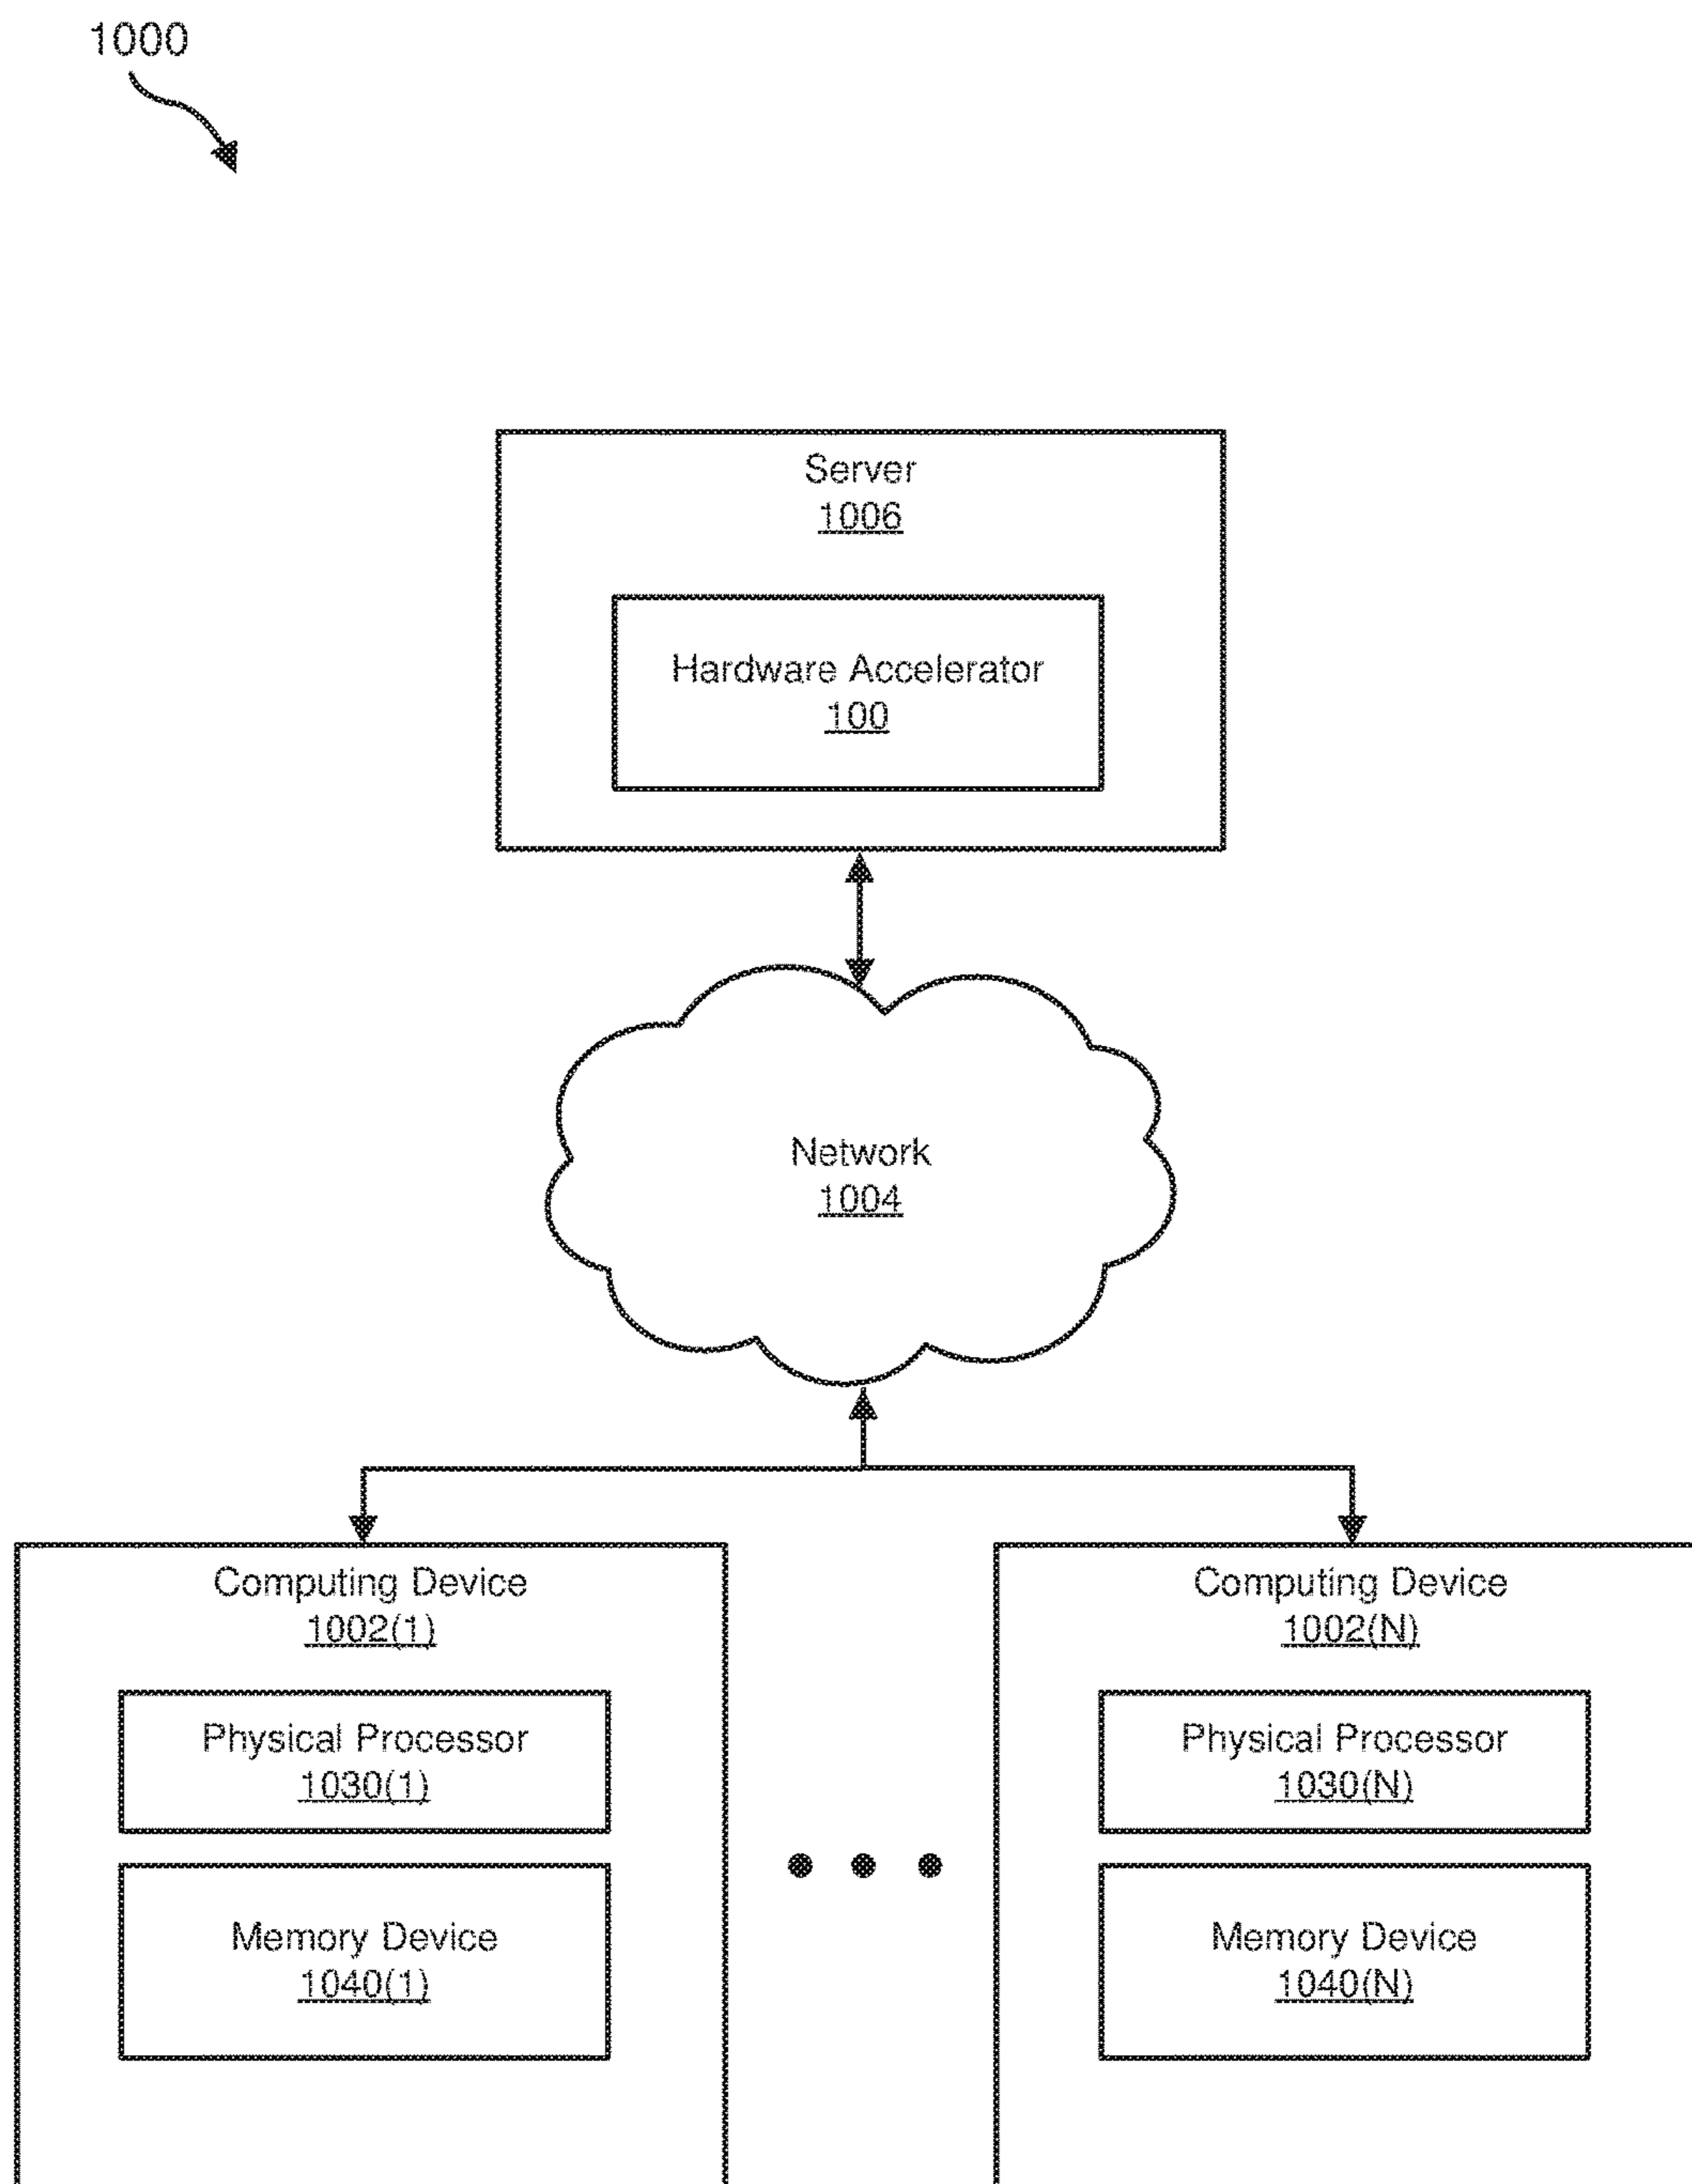 1000
Server
1006
Hardware Accelerator
100
Network
1004
Computing Device
1002(1)
Physical Processor
1030(1)
Memory Device
1040(1)
Computing Device
1002(N)
Physical Processor
1030(N)
Memory Device
1040(N)